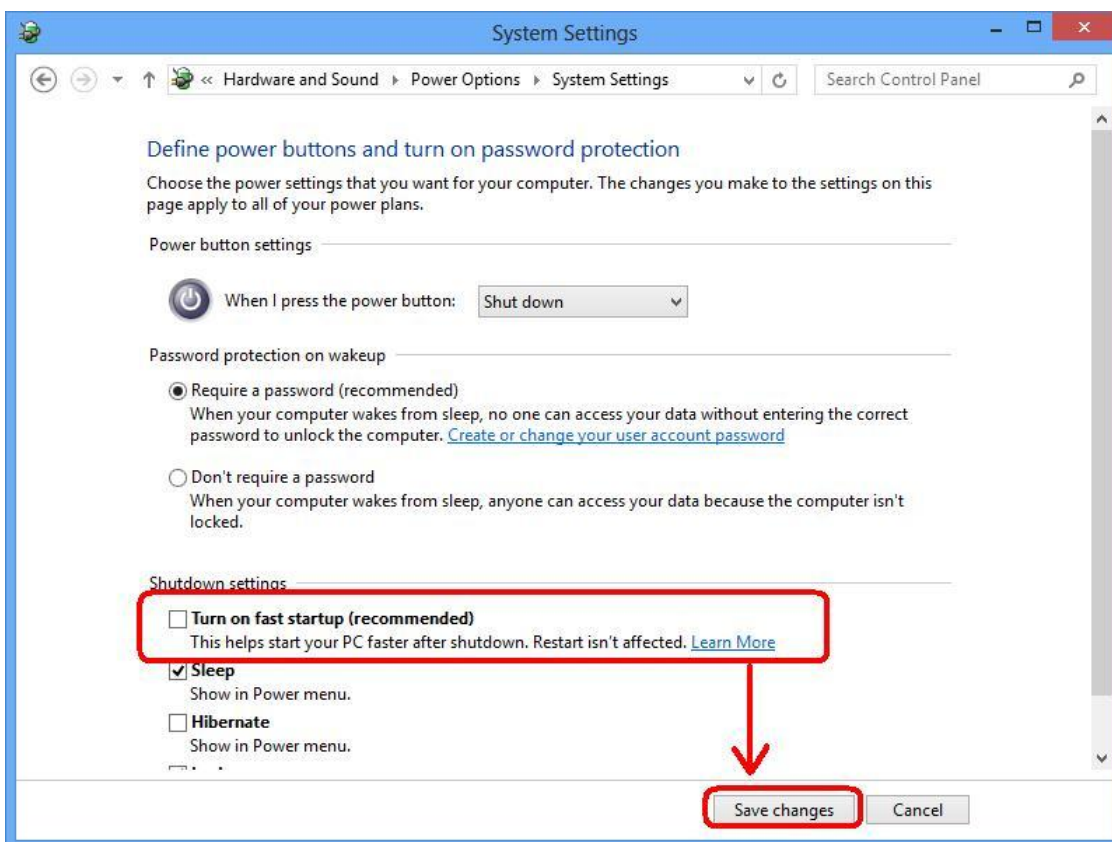 System Settings
« Hardware and Sound Power Options System Settings
Search Control Panel
Define power buttons and turn on password protection
Choose the power settings that you want for your computer. The changes you make to the settings on this
page apply to all of your power plans.
Power button settings
When I press the power button: Shut down
Password protection on wakeup
Require a password (recommended)
When your computer wakes from sleep, no one can access your data without entering the correct
password to unlock the computer. Create or change your user account password
Don't require a password
When your computer wakes from sleep, anyone can access your data because the computer isn't
locked.
Shutdown settings
Turn on fast startup (recommended)
This helps start your PC faster after shutdown. Restart isn't affected. Learn More
Sleep
Show in Power menu.
Hibernate
Show in Power menu.
Save changes Cancel